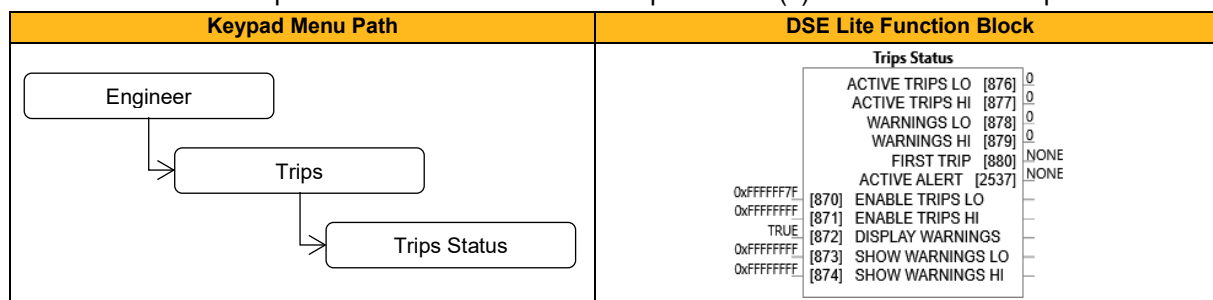 Keypad Menu Path
DSE Lite Function Block
Engineer
Trips
Trips Status
Trips Status
ACTIVE TRIPS LO [876] 0
ACTIVE TRIPS HI [877] 0
WARNINGS LO [878] 0
WARNINGS HI [879] 0
FIRST TRIP [880] NONE
ACTIVE ALERT [2537] NONE
0xFFFFFF7F [870] ENABLE TRIPS LO
0xFFFFFFFF [871] ENABLE TRIPS HI
TRUE [872] DISPLAY WARNINGS
0xFFFFFFFF [873] SHOW WARNINGS LO
0xFFFFFFFF [874] SHOW WARNINGS HI